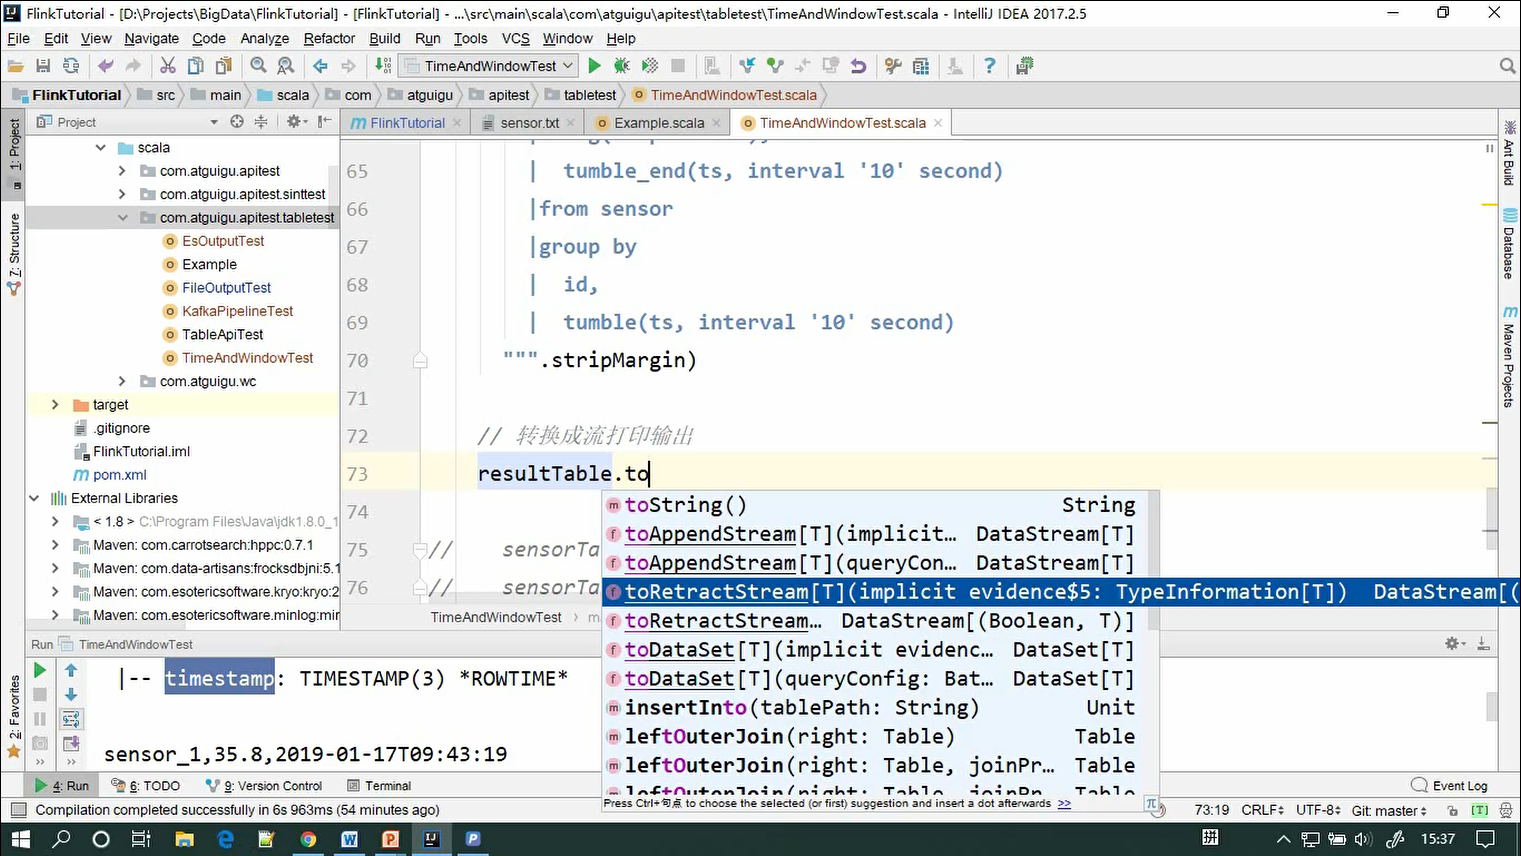 FlinkTutorial - [D:\Projects\BigData\FlinkTutorial] - [FlinkTutorial] - ...\src\main\scala\com\atguigu\apitest\tabletest\TimeAndWindowTest.scala - IntelliJ IDEA 2017.2.5
File Edit View Navigate Code Analyze Refactor Build Run Tools VCS Window Help
TimeAndWindowTest
FlinkTutorial src main scala com atguigu apitest tabletest TimeAndWindowTest.scala
Project
FlinkTutorial sensor.txt Example.scala TimeAndWindowTest.scala
1: Project
7: Structure
2: Favorites
Ant Build
Database
Maven Projects
scala
com.atguigu.apitest
com.atguigu.apitest.sinttest
com.atguigu.apitest.tabletest
EsOutputTest
Example
FileOutputTest
KafkaPipelineTest
TableApiTest
TimeAndWindowTest
com.atguigu.wc
target
.gitignore
FlinkTutorial.iml
pom.xml
External Libraries
< 1.8 > C:\Program Files\Java\jdk1.8.0_1
Maven: com.carrotsearch:hppc:0.7.1
Maven: com.data-artisans:frocksdbjni:5.1
Maven: com.esotericsoftware.kryo:kryo:2
Maven: com.esotericsoftware.minlog:min
65 | tumble_end(ts, interval '10' second)
66 |from sensor
67 |group by
68 | id,
69 | tumble(ts, interval '10' second)
70 """.stripMargin)
71
72 // 转换成流打印输出
73 resultTable.to
74
75 // sensorTa
76 // sensorTa
toString() String
toAppendStream[T](implicit… DataStream[T]
toAppendStream[T](queryCon… DataStream[T]
toRetractStream[T](implicit evidence$5: TypeInformation[T]) DataStream[(
toRetractStream… DataStream[(Boolean, T)]
toDataSet[T](implicit evidenc… DataSet[T]
toDataSet[T](queryConfig: Bat… DataSet[T]
insertInto(tablePath: String) Unit
leftOuterJoin(right: Table) Table
leftOuterJoin(right: Table, joinPr… Table
Press Ctrl+句点 to choose the selected (or first) suggestion and insert a dot afterwards >>
TimeAndWindowTest
Run TimeAndWindowTest
|-- timestamp: TIMESTAMP(3) *ROWTIME*
sensor_1,35.8,2019-01-17T09:43:19
4: Run 6: TODO 9: Version Control Terminal Event Log
Compilation completed successfully in 6s 963ms (54 minutes ago) 73:19 CRLF UTF-8 Git: master [T]
拼 15:37